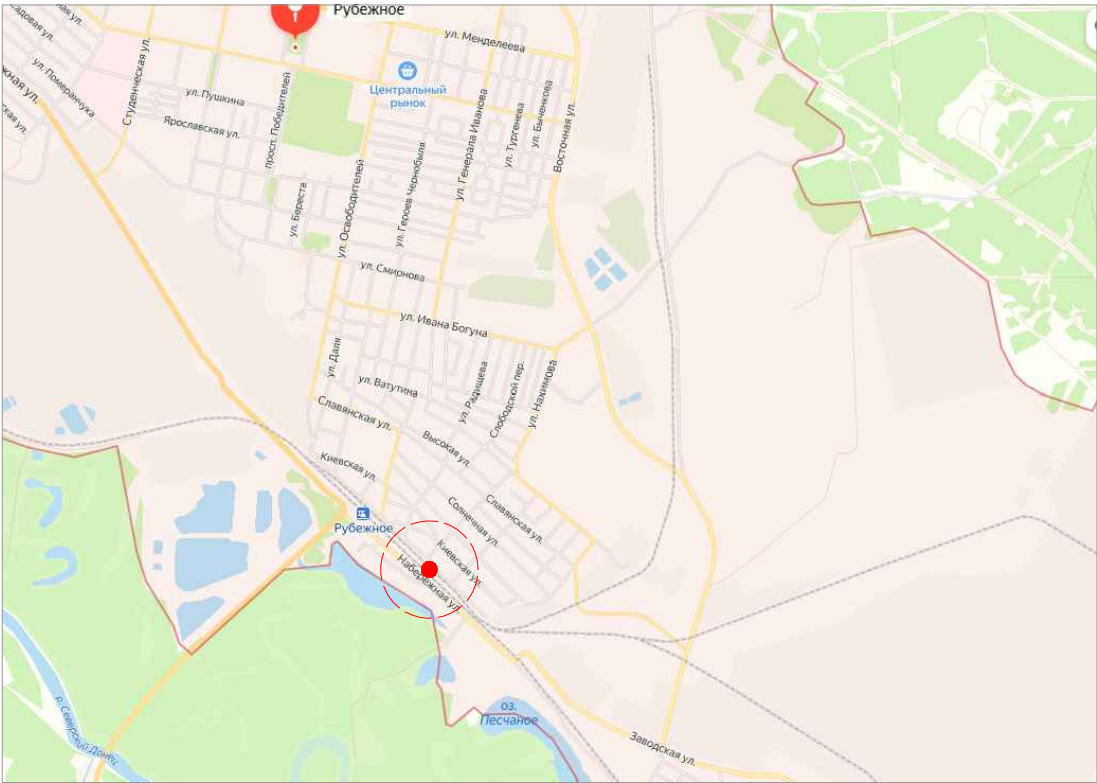 Рубежное
ул. Менделеева
ул. Померанчука
Студенческая ул.
ул. Пушкина
Ярославская ул.
просп. Победителей
Центральный
рынок
ул. Генерала Иванова
ул. Тургенева
ул. Быченкова
Восточная ул.
ул. Береста
ул. Освободителей
ул. Героев Чернобыля
ул. Смирнова
ул. Ивана Богуна
ул. Даля
ул. Ватутина
ул. Радищева
Слободской пер.
ул. Нахимова
Славянская ул.
Высокая ул.
Киевская ул.
Солнечная ул.
Славянская ул.
Рубежное
Киевская ул.
Набережная ул.
р. Северский Донец
оз.
Песчаное
Заводская ул.